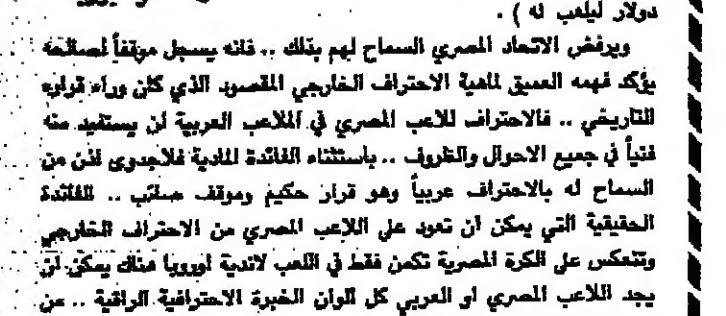 دولار ليلعب له ) .
ويرفض الاتحاد المصري السماح لهم بذلك .. فانه يسجل موقفاً لصالحه
يؤكد فهمه العميق لماهية الاحتراف الخارجي المقصود الذي كان وراء قراره
التاريخي .. فالاحتراف للاعب المصري في الملاعب العربية لن يستفيد منه
فنياً في جميع الاحوال والظروف .. باستثناء الفائدة المادية فلاجدوى اذن من
السماح له بالاحتراف عربياً وهو قرار حكيم وموقف صائب .. فالفائدة
الحقيقية التي يمكن أن تعود على اللاعب المصري من الاحتراف الخارجي
وتنعكس على الكرة المصرية تكمن فقط في اللعب لاندية اوروبا هناك يمكن أن
يجد اللاعب المصري او العربي كل الوان الخبرة الاحترافية الراقية .. عن